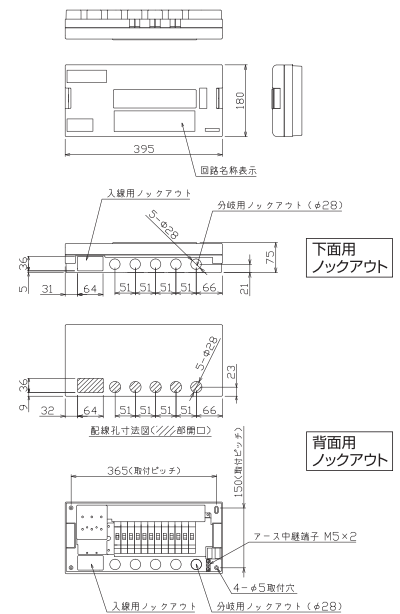 180
395
回路名称表示
入線用ノックアウト
分岐用ノックアウト (φ28)
5-φ28
36
5
31
64
51
51
51
51
66
21
75
下面用
ノックアウト
5-φ28
36
9
32
64
51
51
51
51
66
23
配線孔寸法図(////部開口)
背面用
ノックアウト
365(取付ピッチ)
150(取付ピッチ)
アース中継端子 M5×2
4-φ5取付穴
入線用ノックアウト
分岐用ノックアウト(φ28)